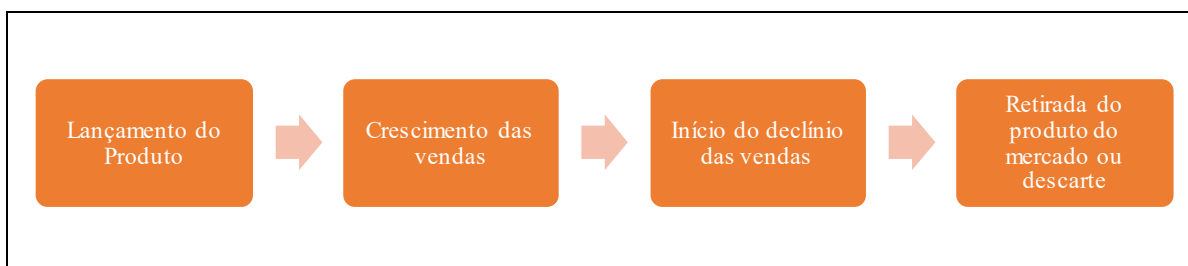 Lançamento do
Produto
Crescimento das
vendas
Início do declínio
das vendas
Retirada do
produto do
mercado ou
descarte